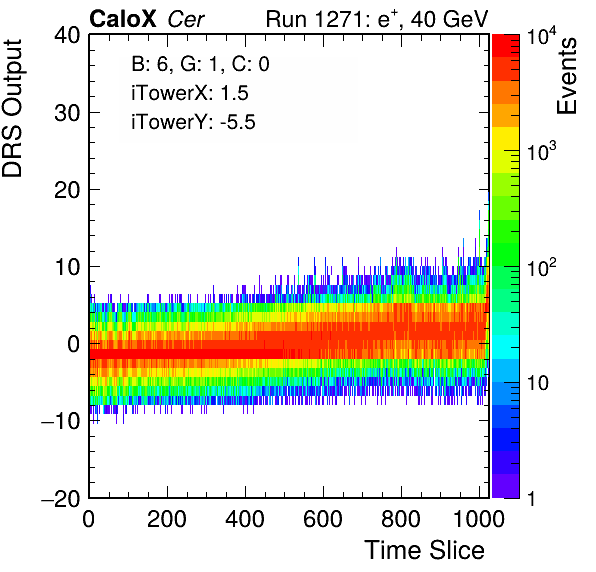 CaloX Cer Run 1271: e⁺, 40 GeV
B: 6, G: 1, C: 0
iTowerX: 1.5
iTowerY: -5.5
DRS Output
40
30
20
10
0
−10
−20
0 200 400 600 800 1000
Time Slice
Events
10⁴
10³
10²
10
1